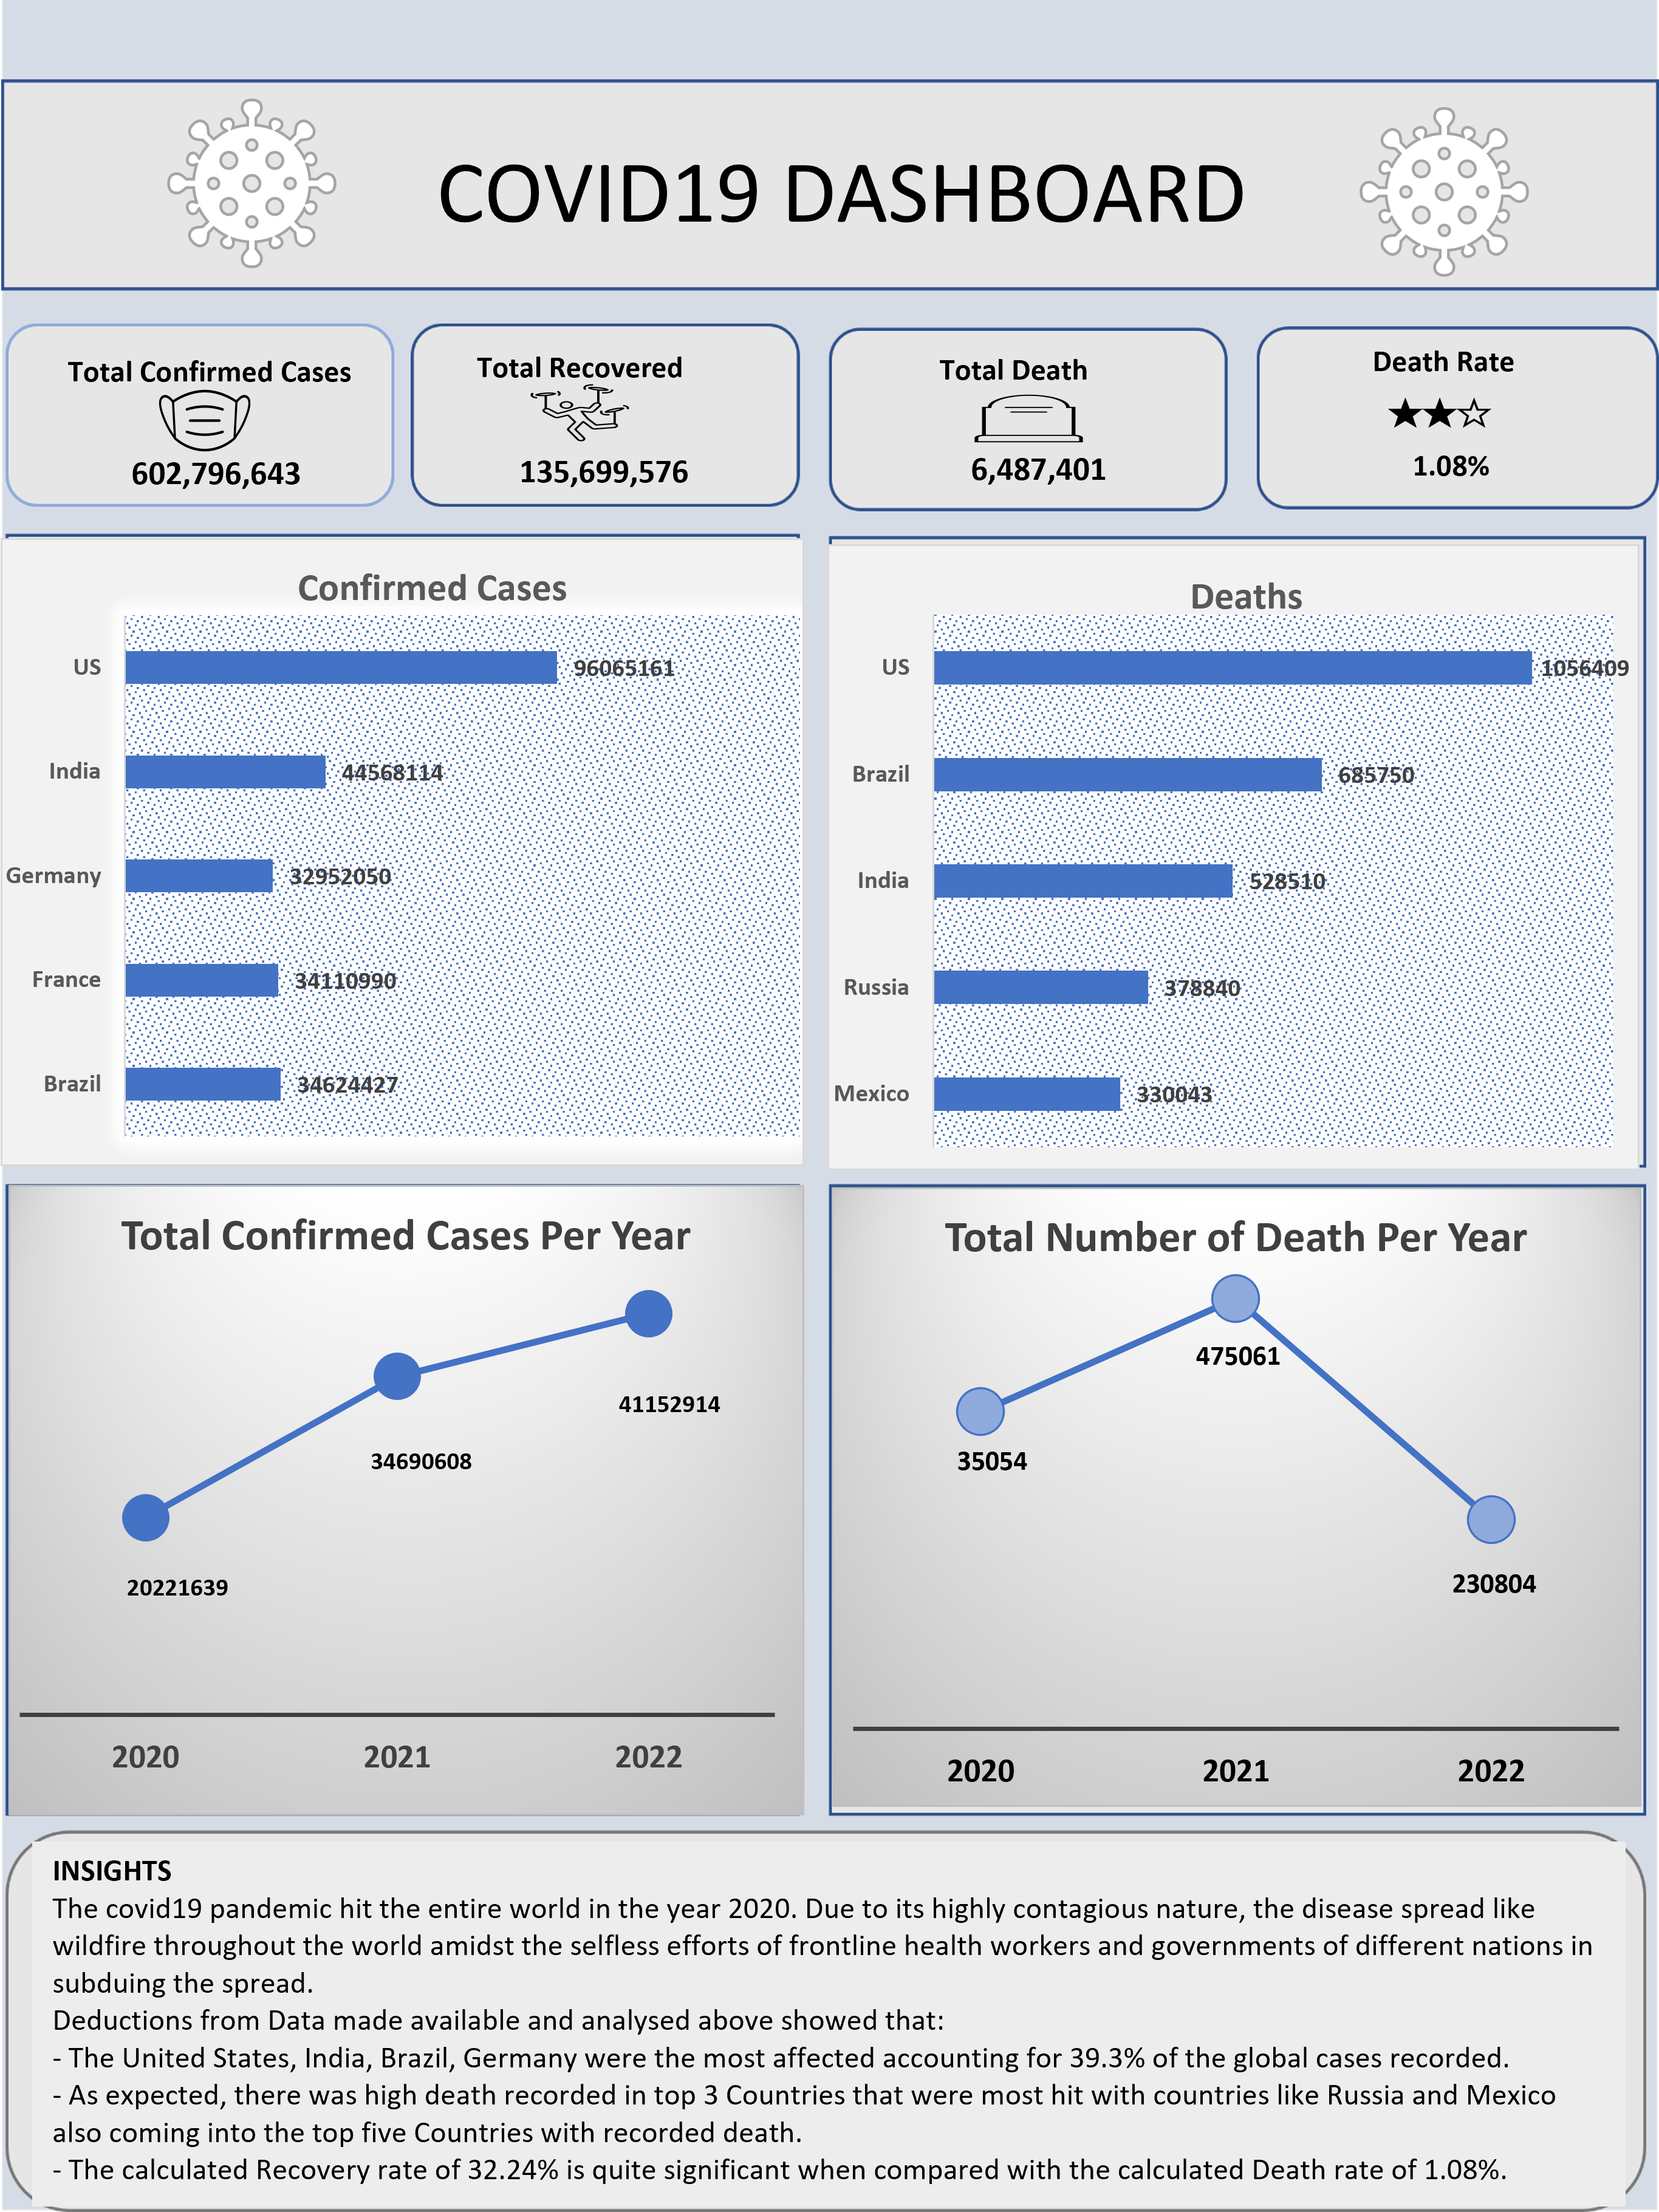 COVID19 DASHBOARD
Total Confirmed Cases
602,796,643
Total Recovered
135,699,576
Total Death
6,487,401
Death Rate
1.08%
Confirmed Cases
US
96065161
India
44568114
Germany
32952050
France
34110990
Brazil
34624427
Deaths
US
1056409
Brazil
685750
India
528510
Russia
378840
Mexico
330043
Total Confirmed Cases Per Year
41152914
34690608
20221639
2020 2021 2022
Total Number of Death Per Year
475061
35054
230804
2020 2021 2022
INSIGHTS
The covid19 pandemic hit the entire world in the year 2020. Due to its highly contagious nature, the disease spread like
wildfire throughout the world amidst the selfless efforts of frontline health workers and governments of different nations in
subduing the spread.
Deductions from Data made available and analysed above showed that:
- The United States, India, Brazil, Germany were the most affected accounting for 39.3% of the global cases recorded.
- As expected, there was high death recorded in top 3 Countries that were most hit with countries like Russia and Mexico
also coming into the top five Countries with recorded death.
- The calculated Recovery rate of 32.24% is quite significant when compared with the calculated Death rate of 1.08%.